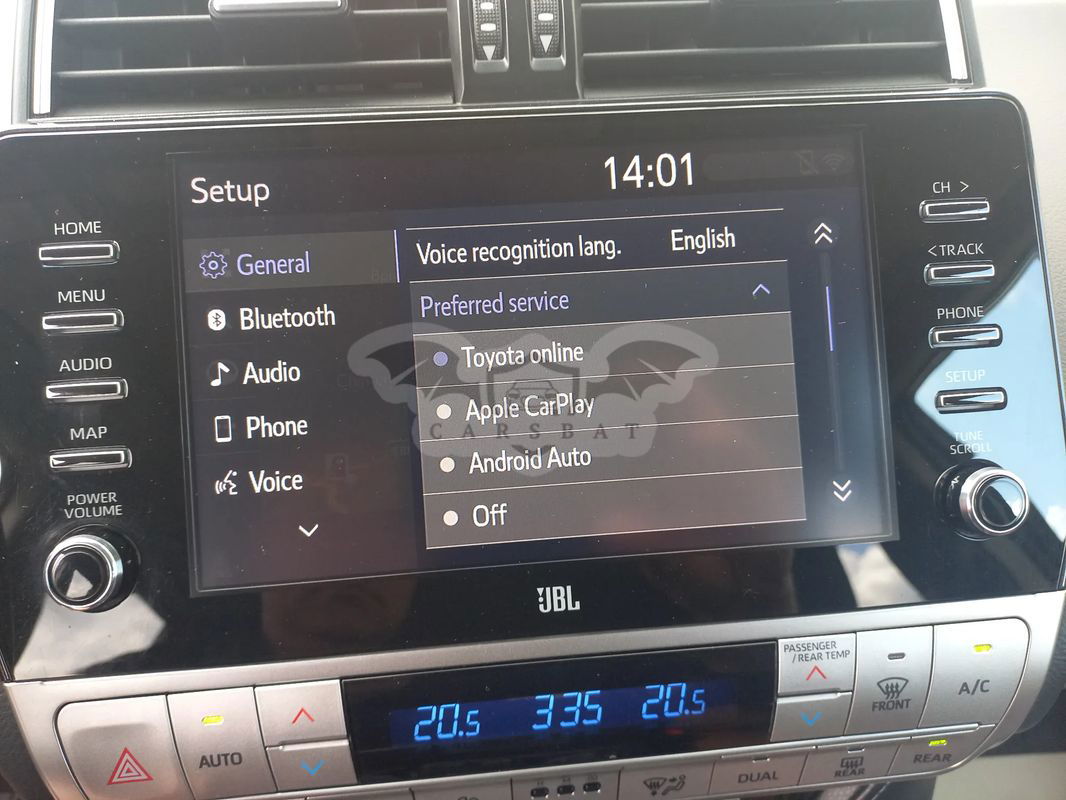 Setup
14:01
HOME
MENU
AUDIO
MAP
POWER
VOLUME
General
Bluetooth
Audio
Phone
Voice
Voice recognition lang. English
Preferred service
Toyota online
Apple CarPlay
Android Auto
Off
CARSBAT
CH >
< TRACK
PHONE
SETUP
TUNE
SCROLL
JBL
20.5 335 20.5
PASSENGER
/ REAR TEMP
AUTO
FRONT
A/C
DUAL
REAR
REAR